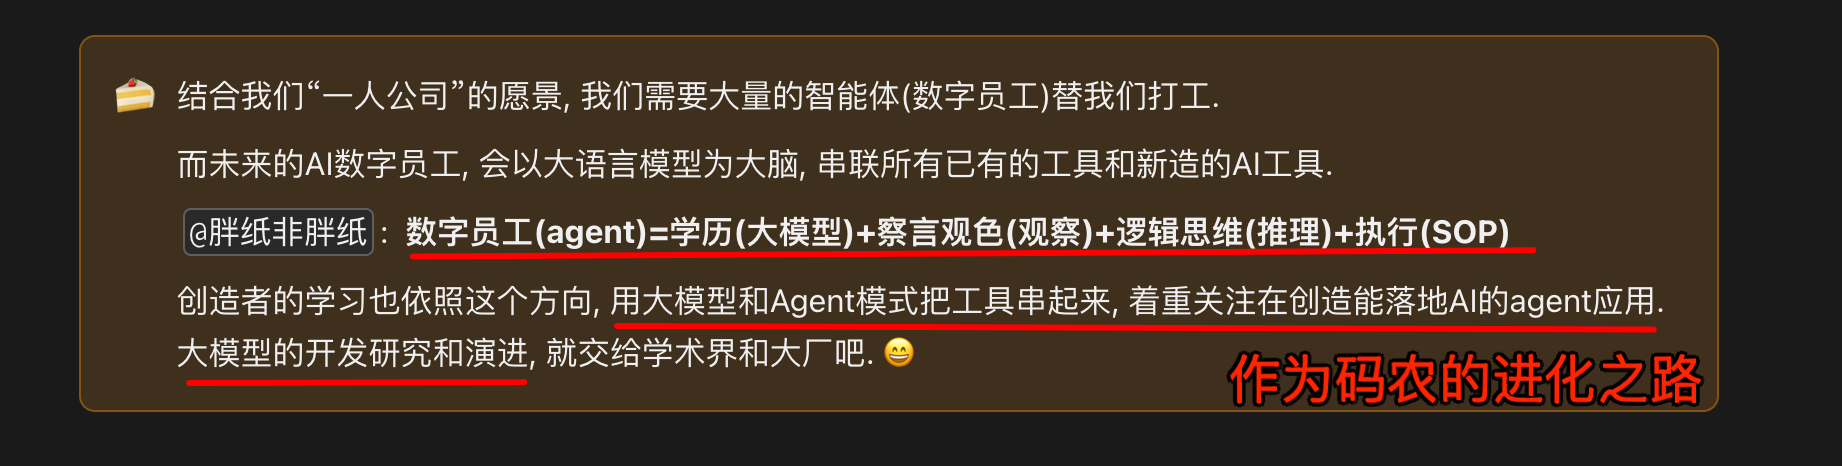 结合我们“一人公司”的愿景, 我们需要大量的智能体(数字员工)替我们打工.
而未来的AI数字员工, 会以大语言模型为大脑, 串联所有已有的工具和新造的AI工具.
@胖纸非胖纸 : 数字员工(agent)=学历(大模型)+察言观色(观察)+逻辑思维(推理)+执行(SOP)
创造者的学习也依照这个方向, 用大模型和Agent模式把工具串起来, 着重关注在创造能落地AI的agent应用.
大模型的开发研究和演进, 就交给学术界和大厂吧. 😄
作为码农的进化之路